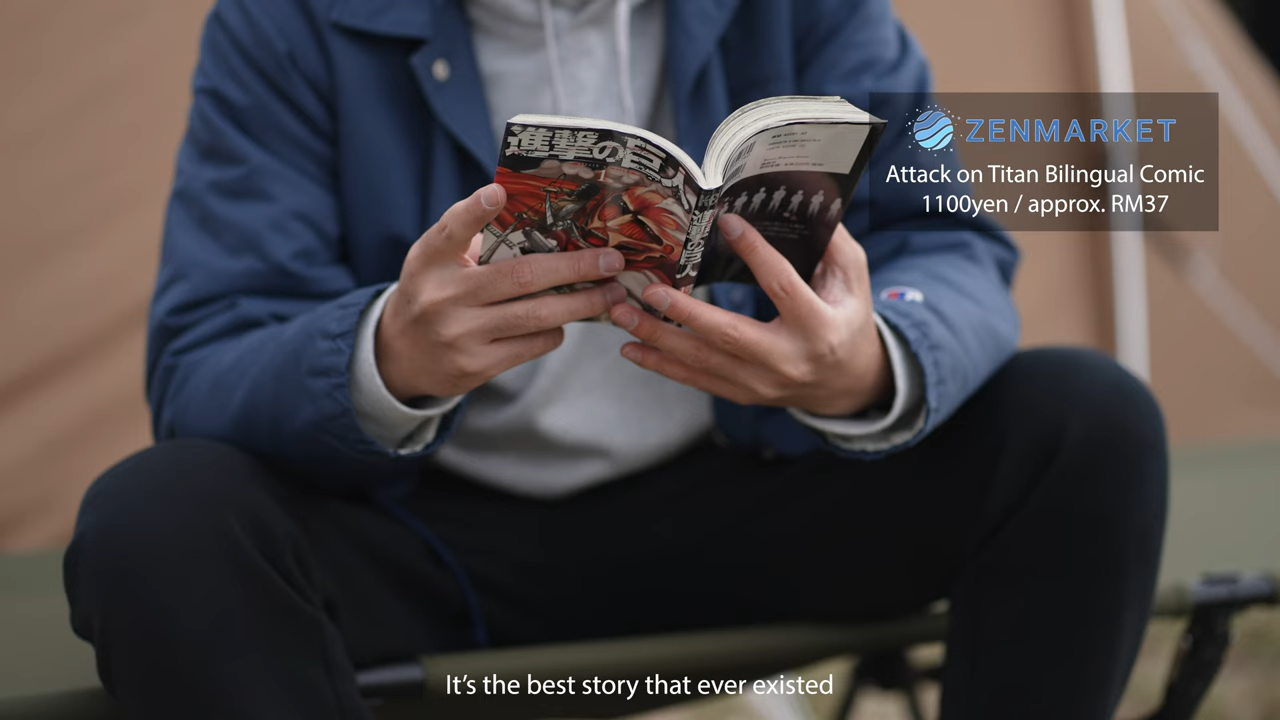 進撃の巨人
ZENMARKET
Attack on Titan Bilingual Comic
1100yen / approx. RM37
It’s the best story that ever existed